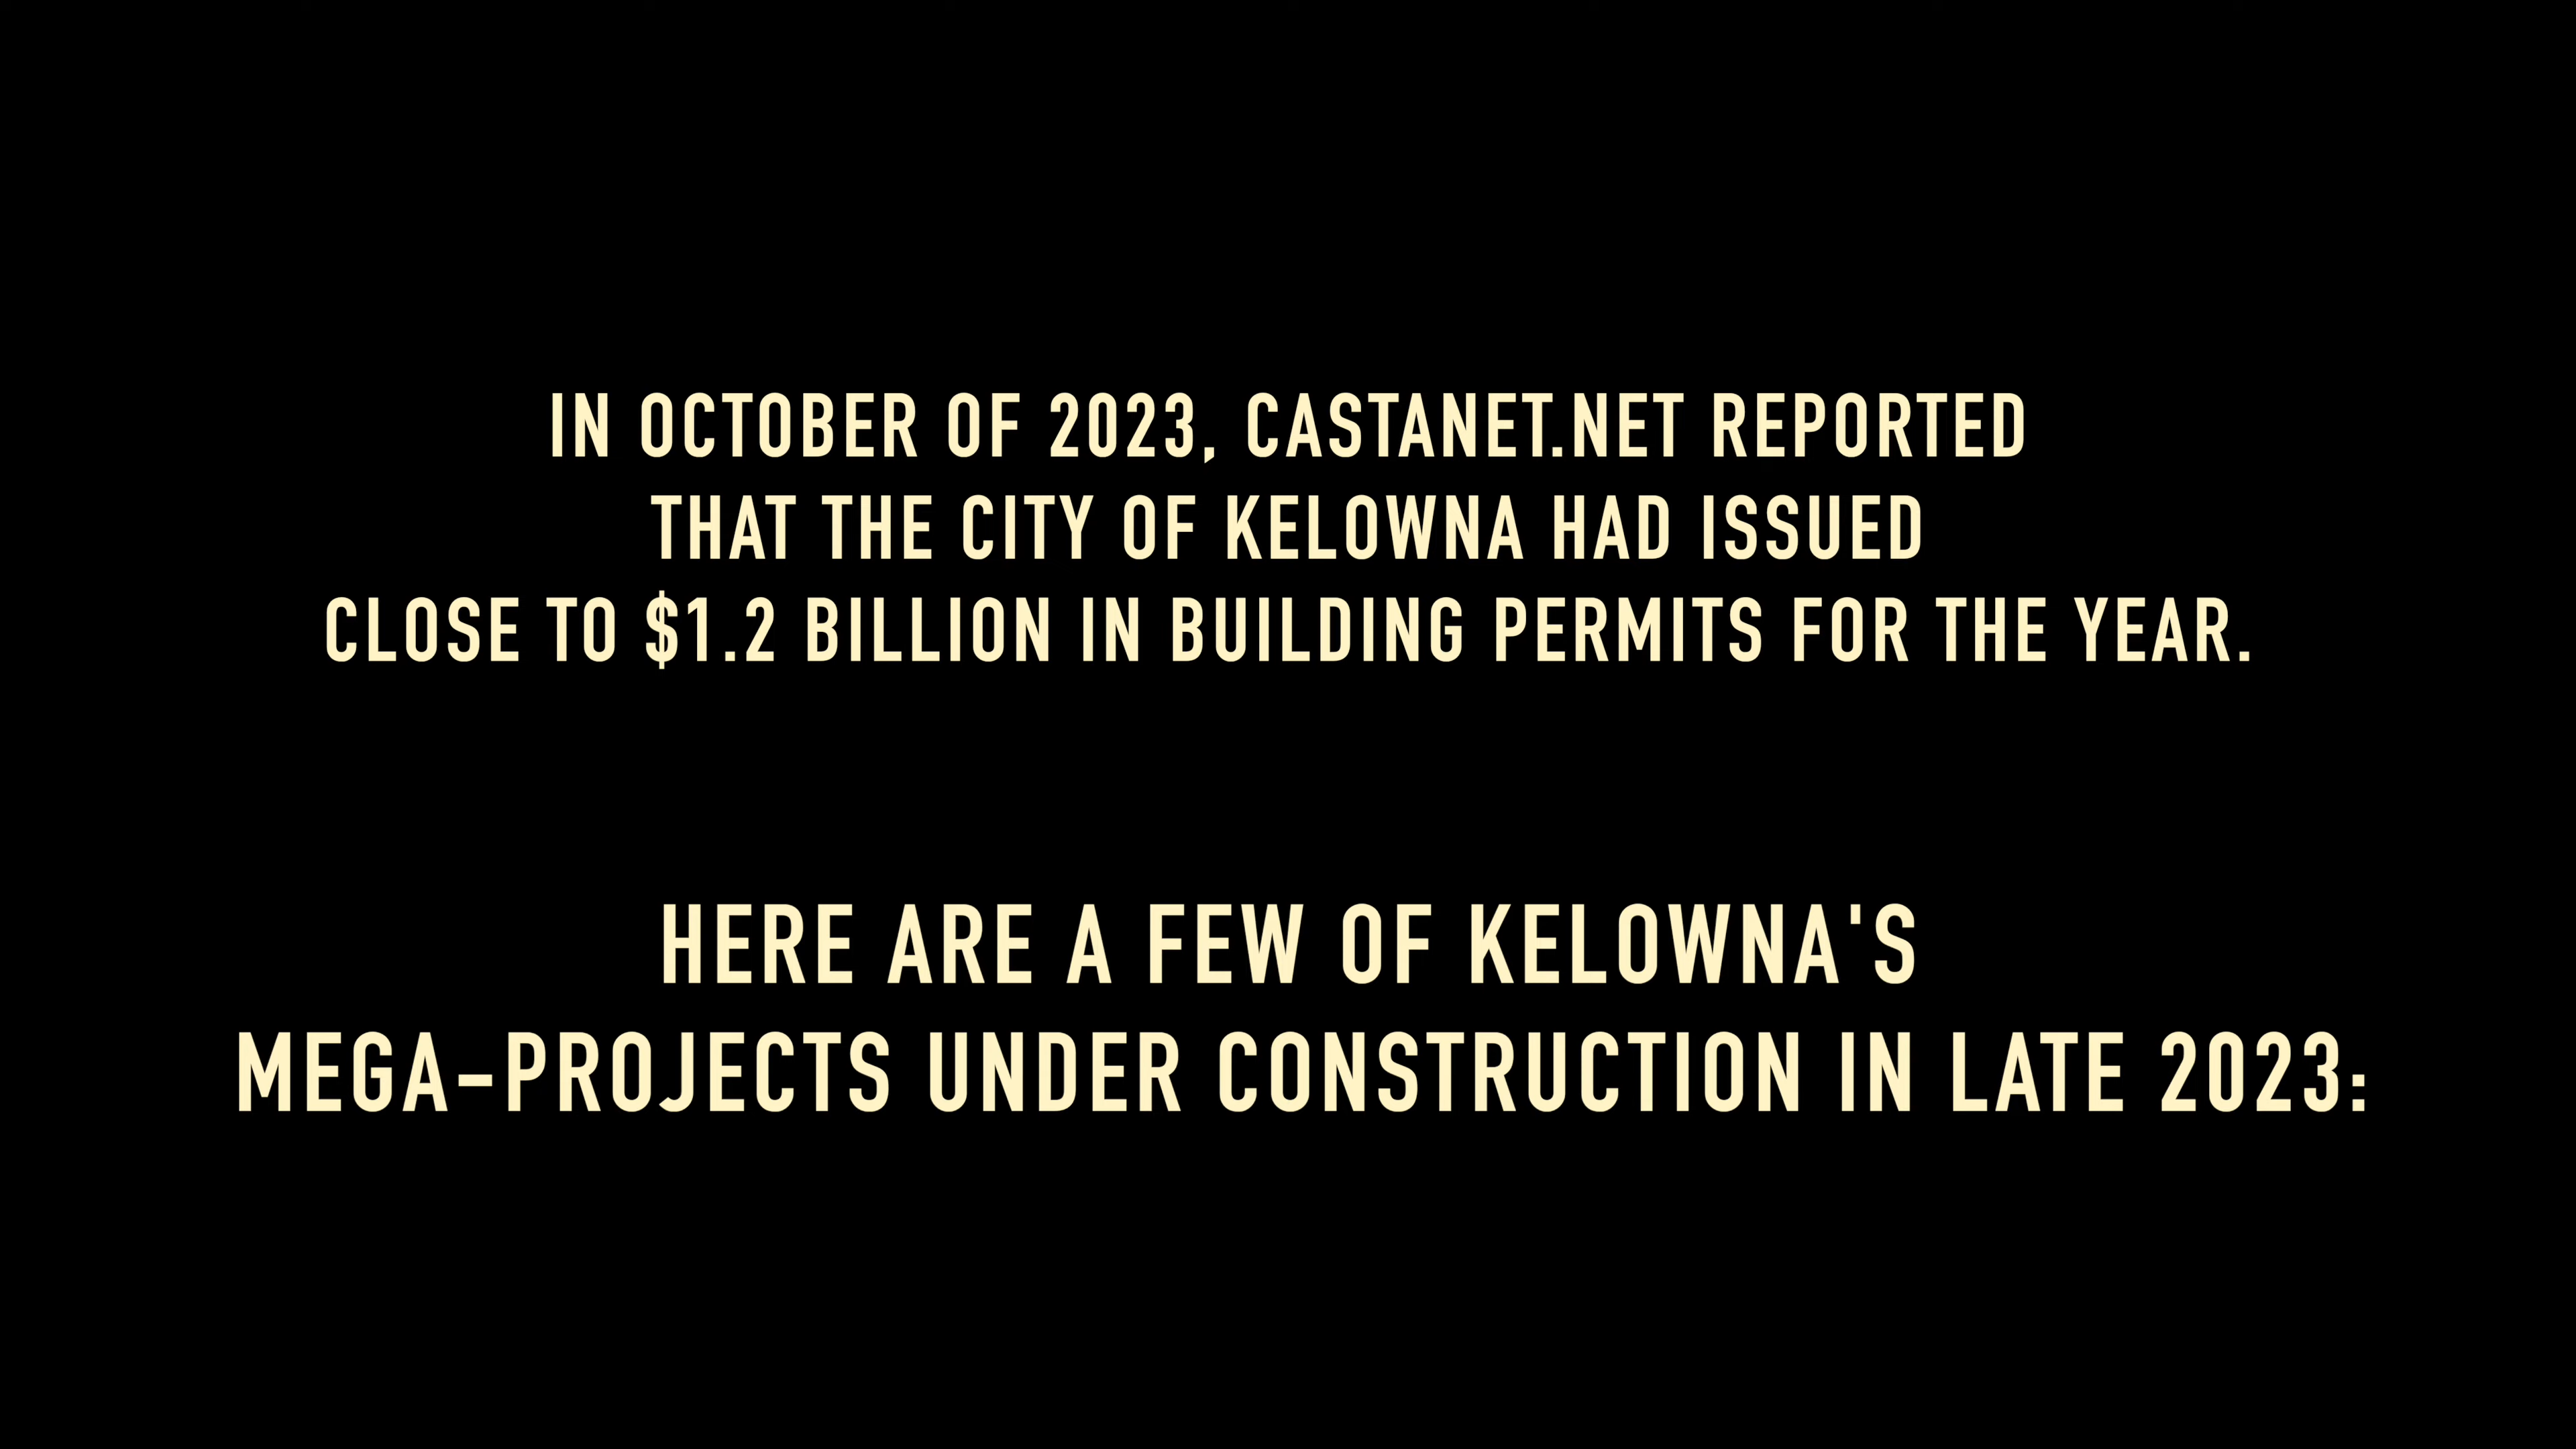 IN OCTOBER OF 2023, CASTANET.NET REPORTED
THAT THE CITY OF KELOWNA HAD ISSUED
CLOSE TO $1.2 BILLION IN BUILDING PERMITS FOR THE YEAR.
HERE ARE A FEW OF KELOWNA'S
MEGA-PROJECTS UNDER CONSTRUCTION IN LATE 2023: